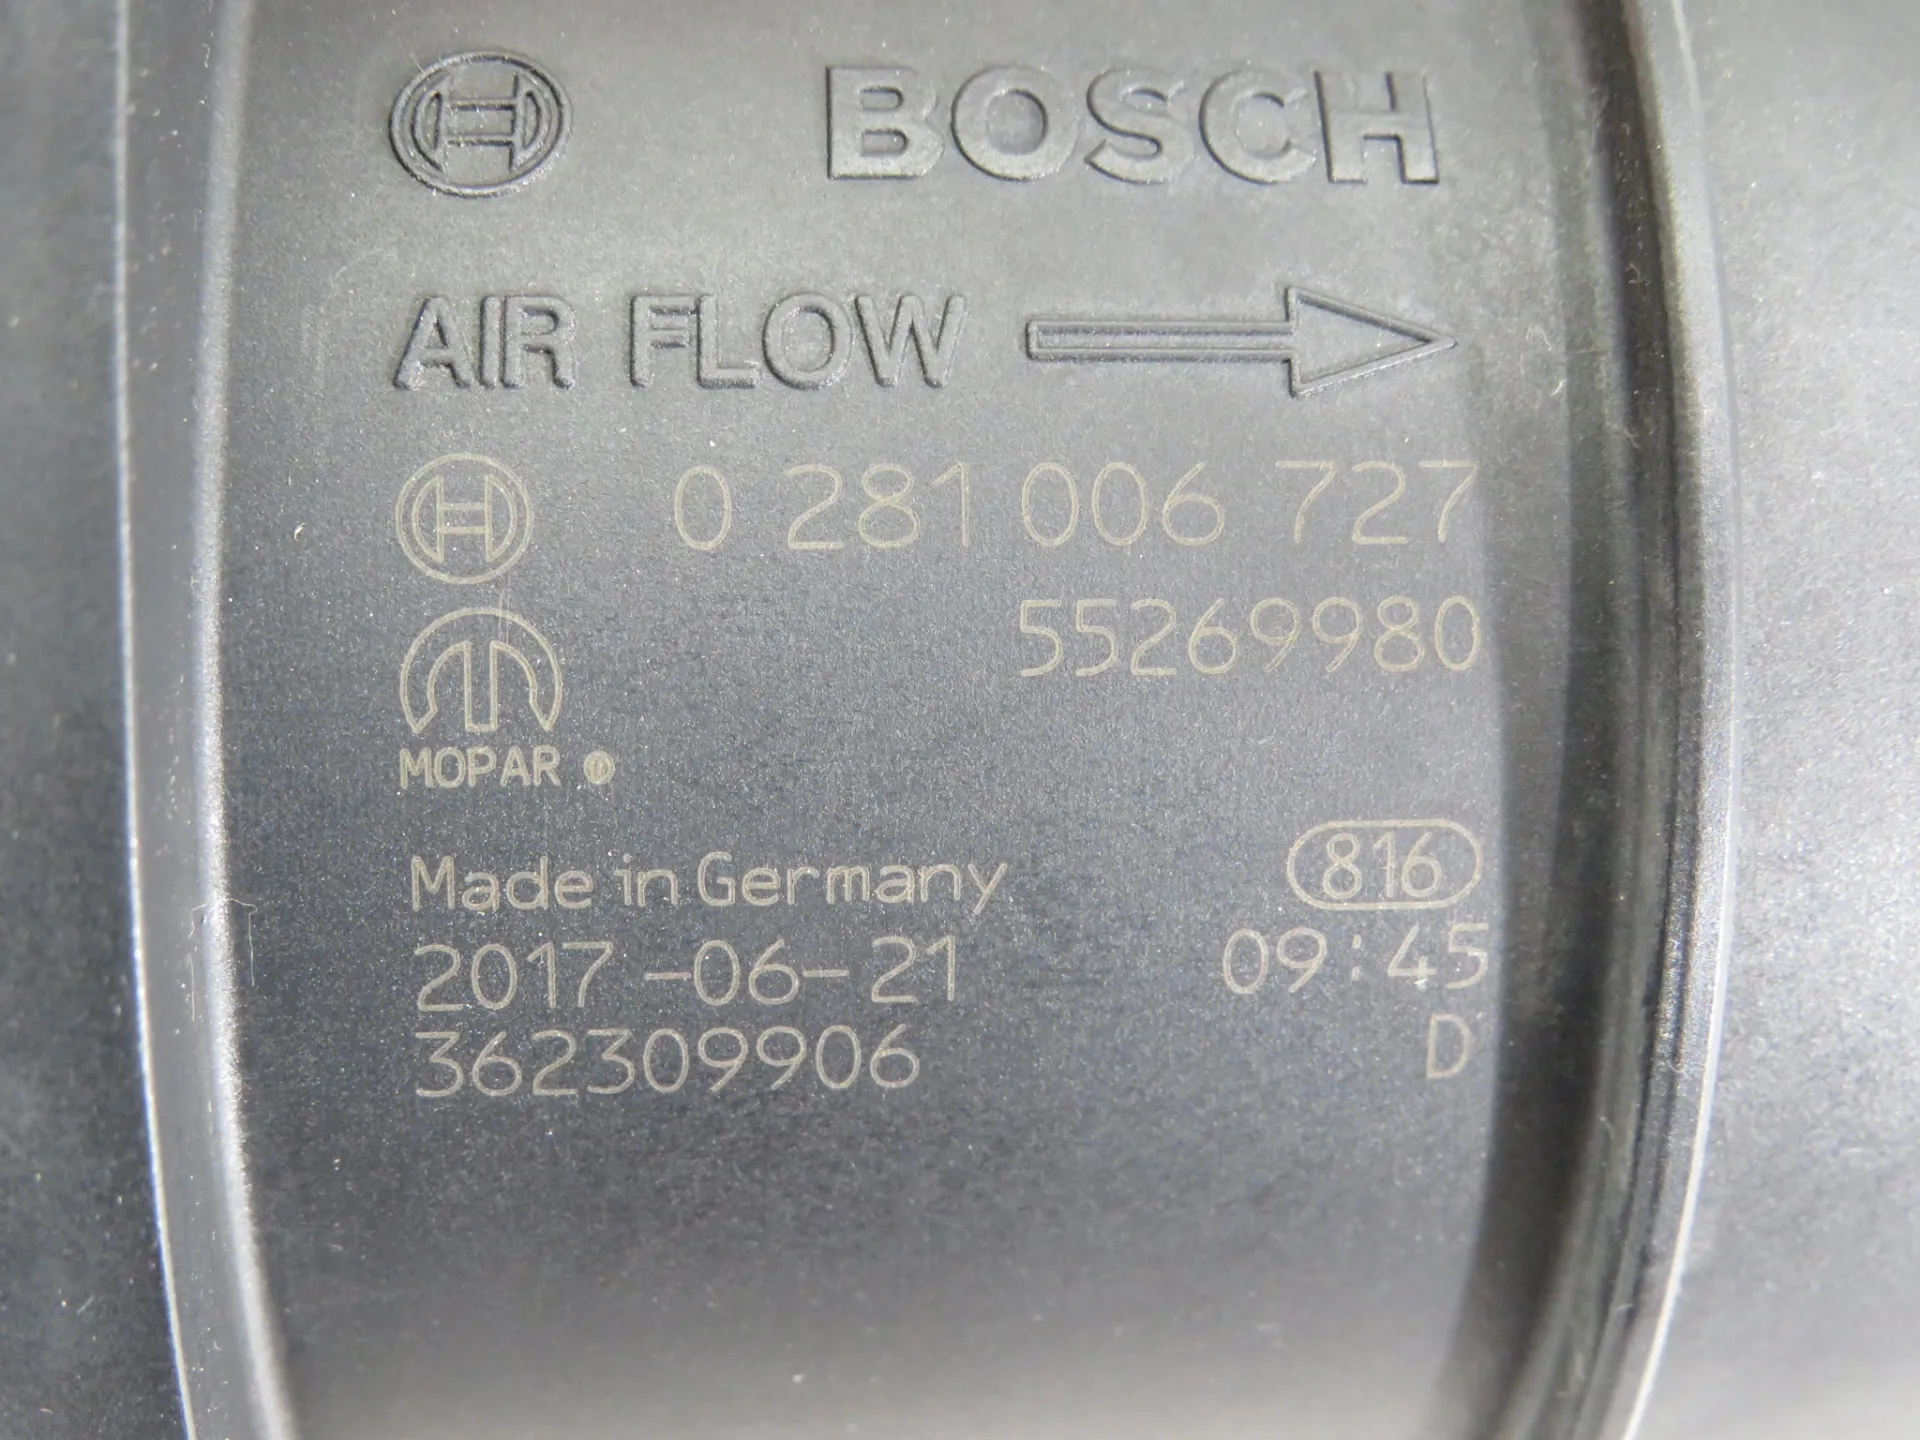 BOSCH
AIR FLOW
0 281 006 727
55269980
MOPAR
Made in Germany 816
2017-06-21 09:45
362309906 D